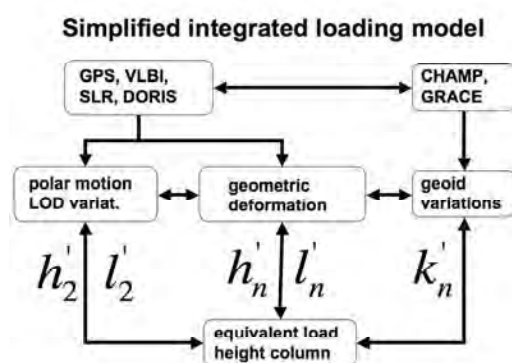 Simplified integrated loading model
GPS, VLBI,
SLR, DORIS
CHAMP,
GRACE
polar motion
LOD variat.
geometric
deformation
geoid
variations
h'2 l'2
h'n l'n
k'n
equivalent load
height column